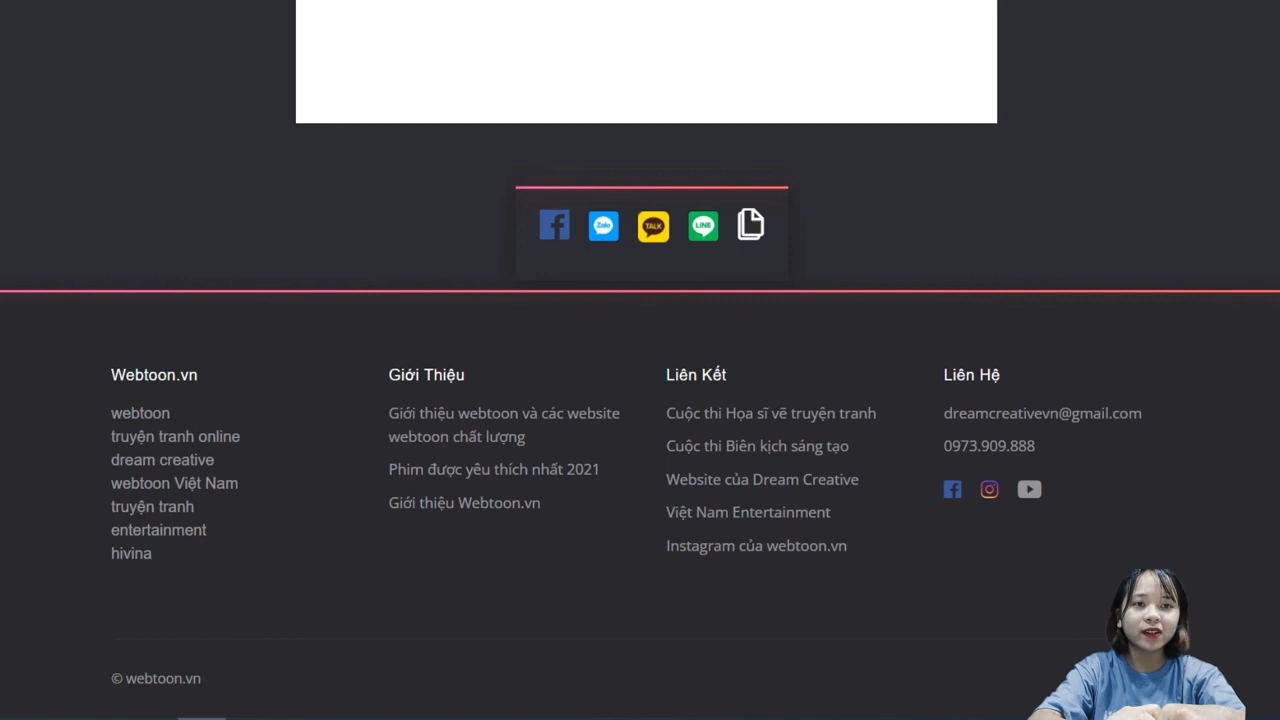 Zalo
TALK
LINE
Webtoon.vn
webtoon
truyện tranh online
dream creative
webtoon Việt Nam
truyện tranh
entertainment
hivina
Giới Thiệu
Giới thiệu webtoon và các website
webtoon chất lượng
Phim được yêu thích nhất 2021
Giới thiệu Webtoon.vn
Liên Kết
Cuộc thi Họa sĩ vẽ truyện tranh
Cuộc thi Biên kịch sáng tạo
Website của Dream Creative
Việt Nam Entertainment
Instagram của webtoon.vn
Liên Hệ
dreamcreativevn@gmail.com
0973.909.888
© webtoon.vn